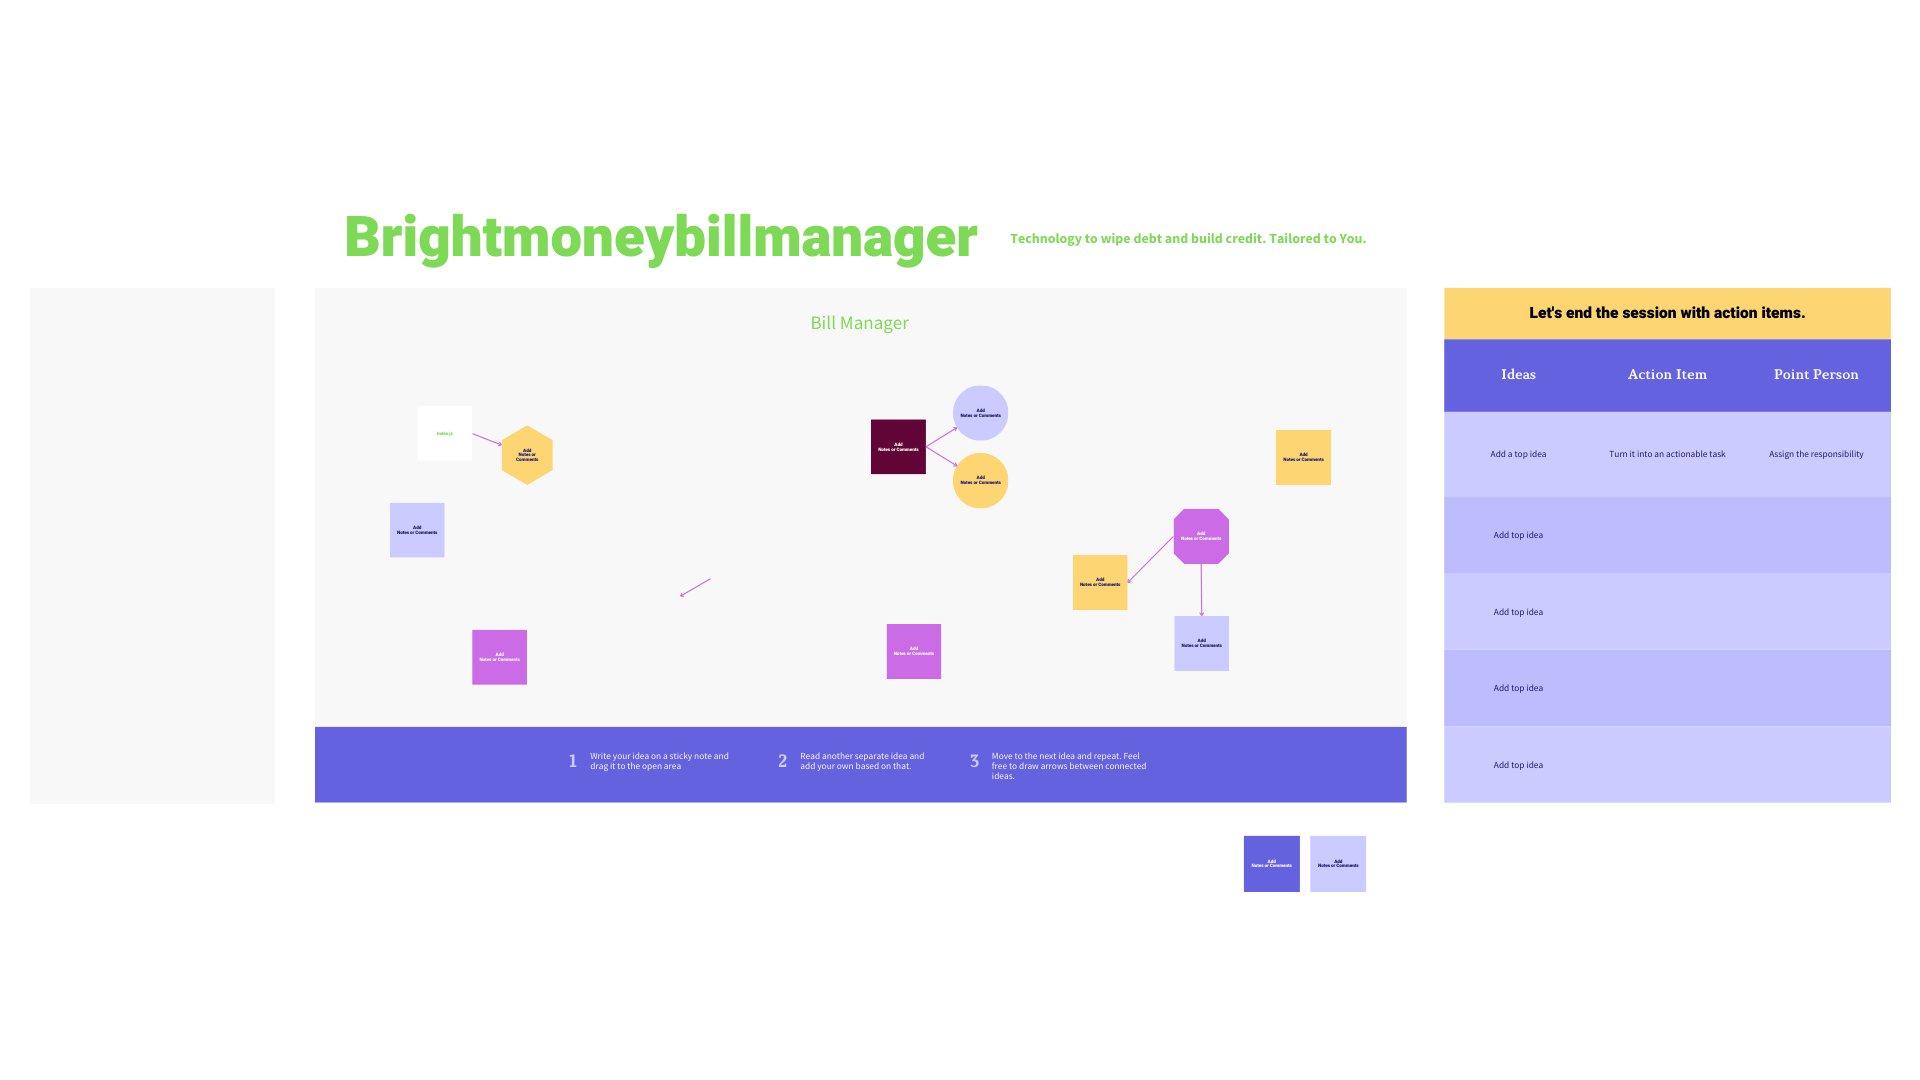 Brightmoneybillmanager
Technology to wipe debt and build credit. Tailored to You.
Bill Manager
Index.js
Add
Notes or
Comments
Add
Notes or Comments
Add
Notes or Comments
Add
Notes or Comments
Add
Notes or Comments
Add
Notes or Comments
Add
Notes or Comments
Add
Notes or Comments
Add
Notes or Comments
Add
Notes or Comments
Add
Notes or Comments
1
Write your idea on a sticky note and
drag it to the open area
2
Read another separate idea and
add your own based on that.
3
Move to the next idea and repeat. Feel
free to draw arrows between connected
ideas.
Let's end the session with action items.
Ideas
Action Item
Point Person
Add a top idea
Turn it into an actionable task
Assign the responsibility
Add top idea
Add top idea
Add top idea
Add top idea
Add
Notes or Comments
Add
Notes or Comments